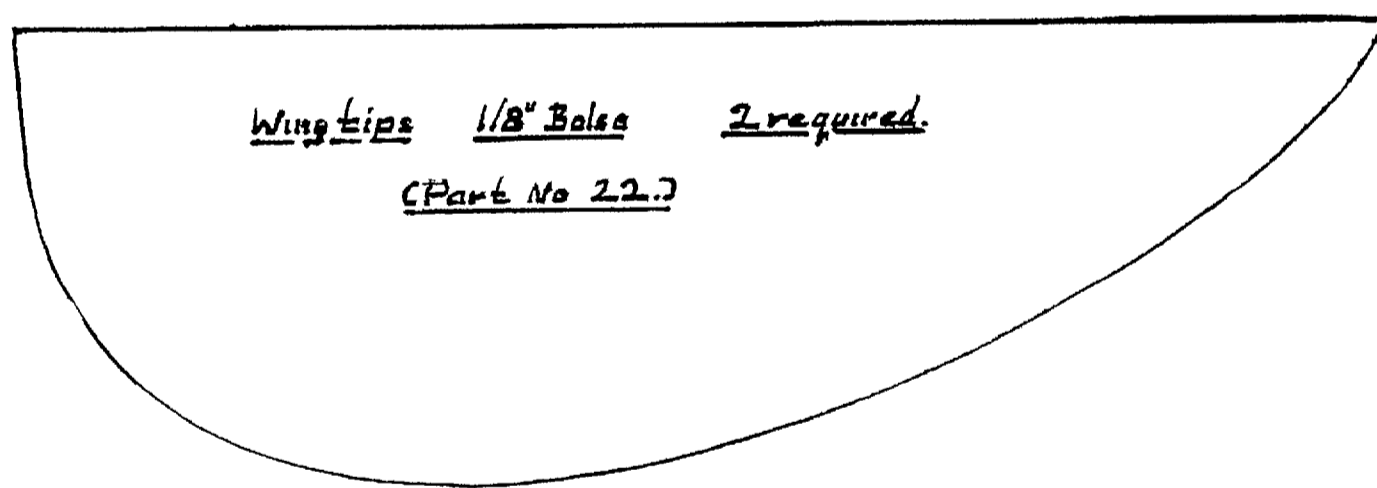 Wing tips 1/8" Balsa 2 required.
(Part No 22.)